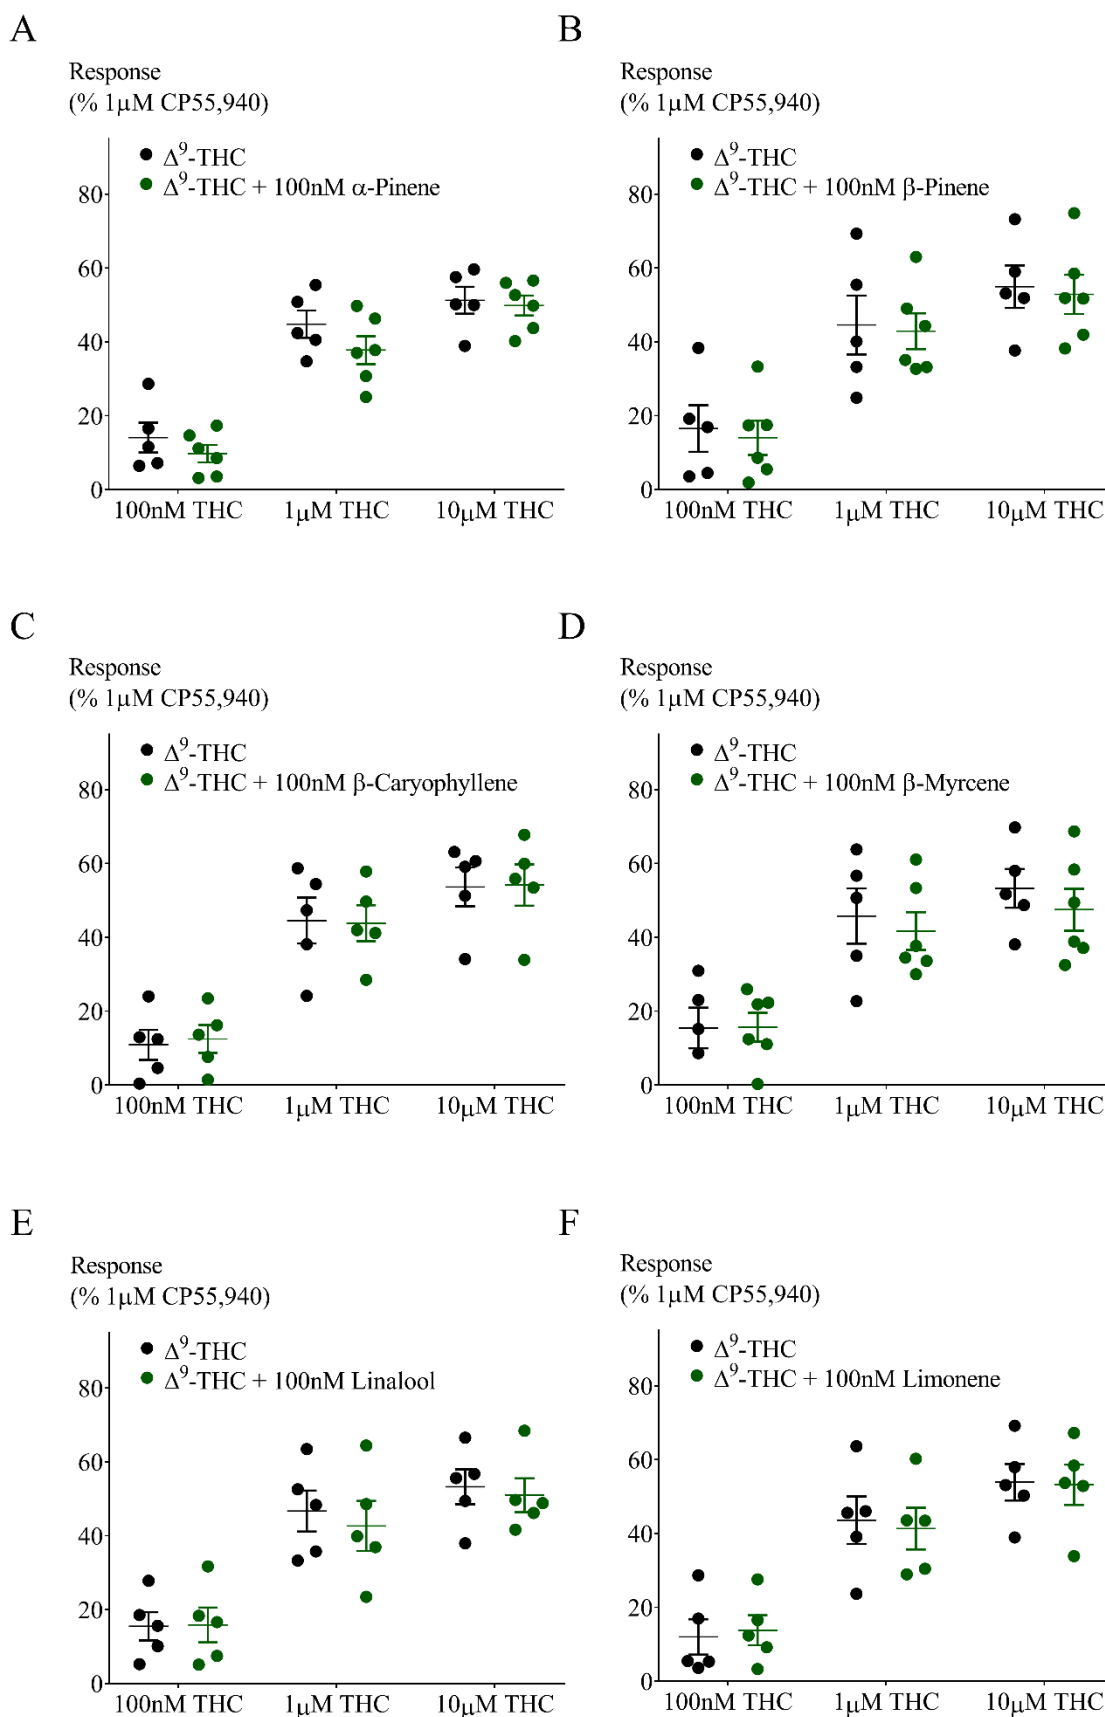 A
Response
(% 1μM CP55,940)
Δ⁹-THC
Δ⁹-THC + 100nM α-Pinene
80
60
40
20
0
100nM THC
1μM THC
10μM THC
B
Response
(% 1μM CP55,940)
Δ⁹-THC
Δ⁹-THC + 100nM β-Pinene
80
60
40
20
0
100nM THC
1μM THC
10μM THC
C
Response
(% 1μM CP55,940)
Δ⁹-THC
Δ⁹-THC + 100nM β-Caryophyllene
80
60
40
20
0
100nM THC
1μM THC
10μM THC
D
Response
(% 1μM CP55,940)
Δ⁹-THC
Δ⁹-THC + 100nM β-Myrcene
80
60
40
20
0
100nM THC
1μM THC
10μM THC
E
Response
(% 1μM CP55,940)
Δ⁹-THC
Δ⁹-THC + 100nM Linalool
80
60
40
20
0
100nM THC
1μM THC
10μM THC
F
Response
(% 1μM CP55,940)
Δ⁹-THC
Δ⁹-THC + 100nM Limonene
80
60
40
20
0
100nM THC
1μM THC
10μM THC